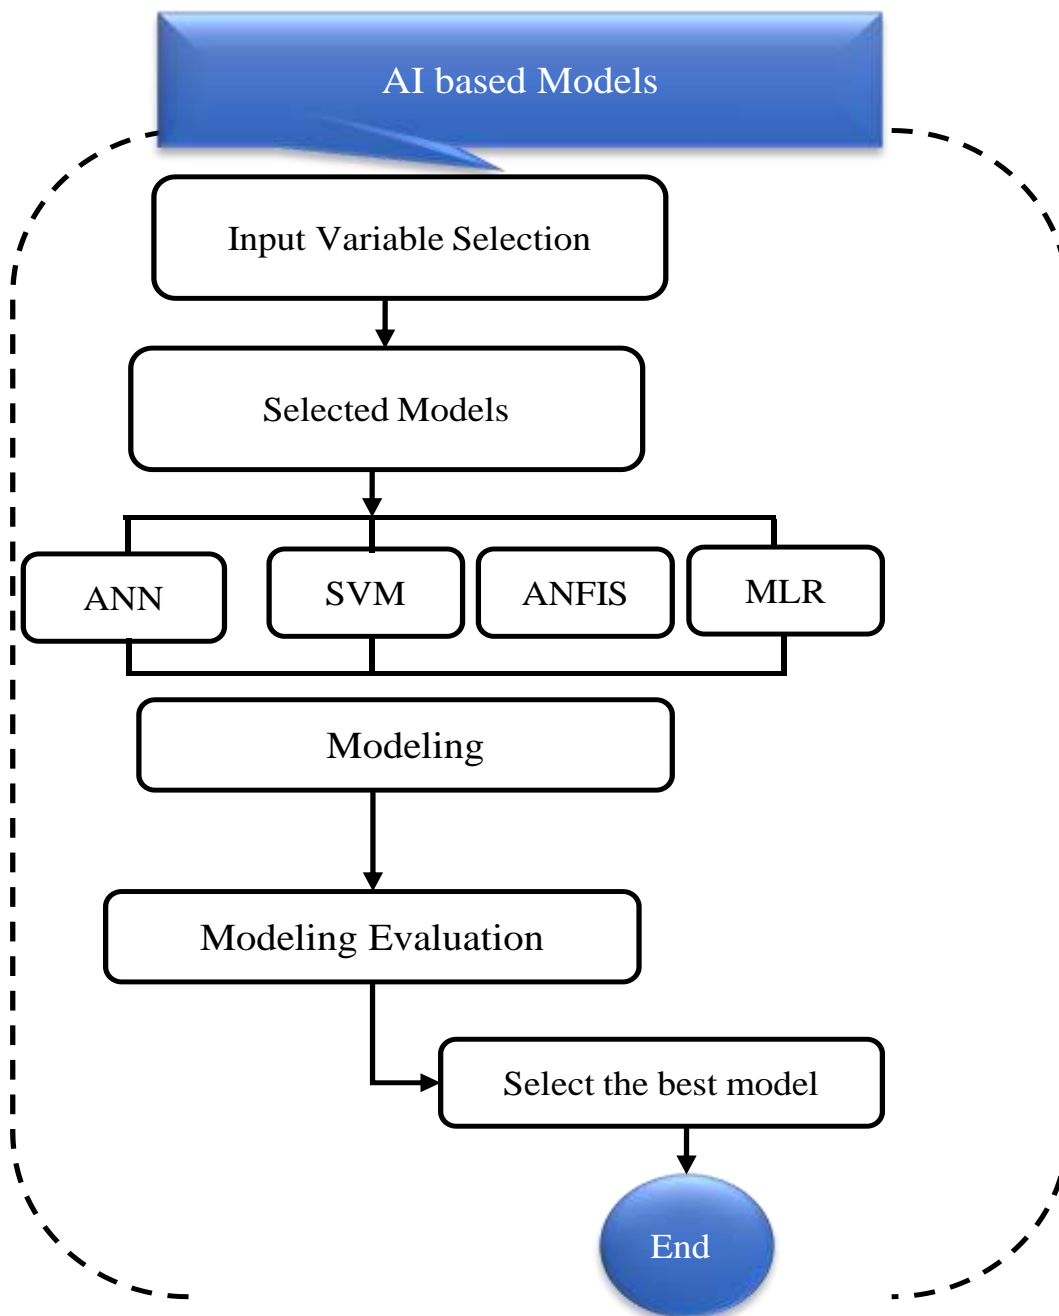 AI based Models
Input Variable Selection
Selected Models
ANN
SVM
ANFIS
MLR
Modeling
Modeling Evaluation
Select the best model
End